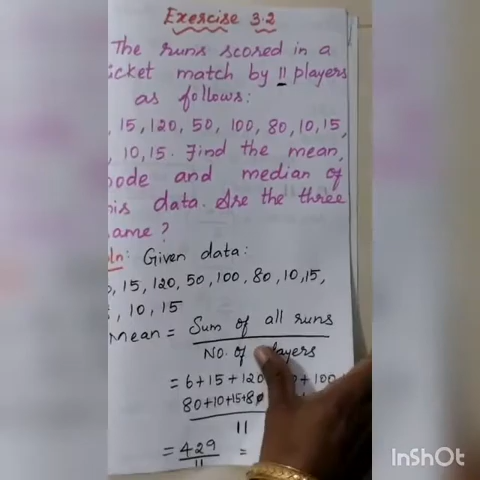 Exercise 3.2
The runs scored in a
icket match by 11 players
as follows:
, 15, 120, 50, 100, 80, 10, 15,
, 10, 15. Find the mean,
ode and median of
is data. Are the three
ame?
ln: Given data:
, 15, 120, 50, 100, 80, 10, 15,
, 10, 15
Mean = Sum of all runs
No. of layers
= 6 + 15 + 120 + 100
80 + 10 + 15 + 8
11
= 429 =
11
InShOt